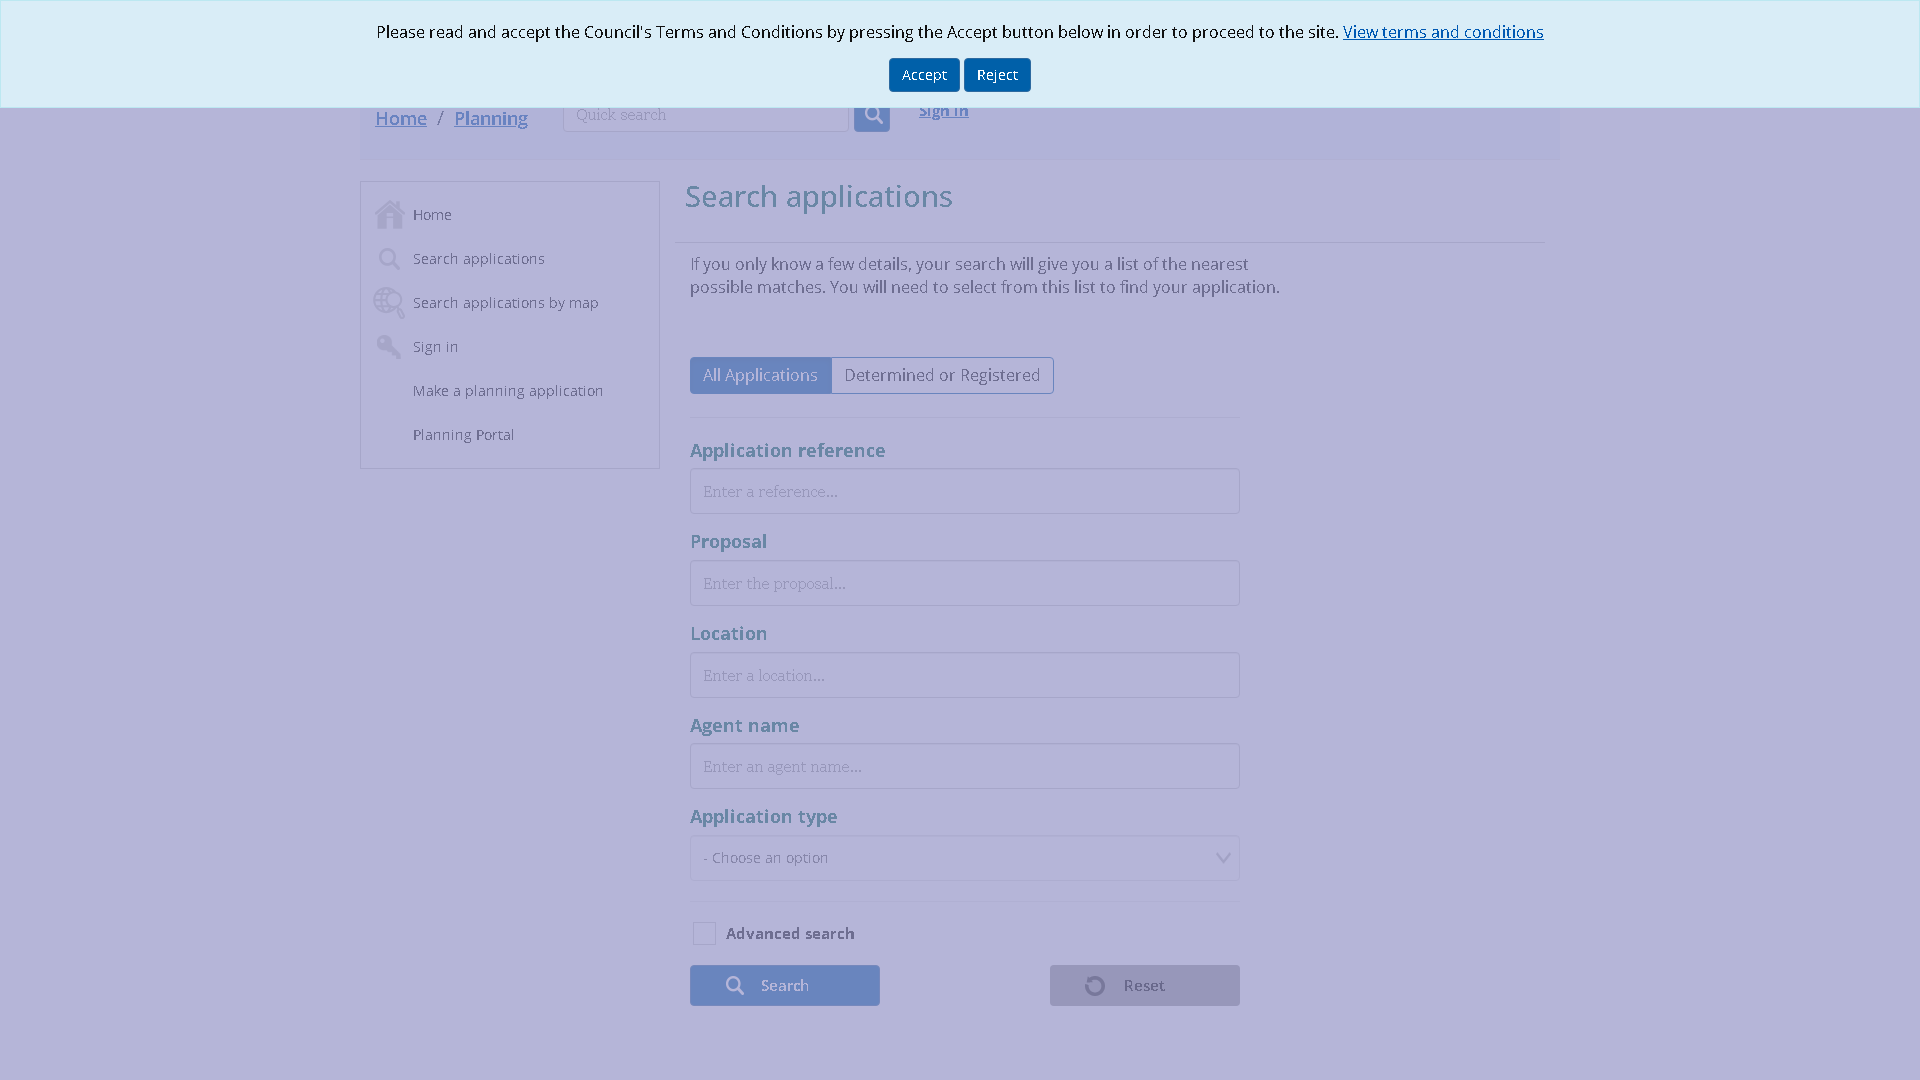 Please read and accept the Council's Terms and Conditions by pressing the Accept button below in order to proceed to the site. View terms and conditions
Accept Reject
Home / Planning Quick search Sign in
Search applications
Home
Search applications
Search applications by map
Sign in
Make a planning application
Planning Portal
If you only know a few details, your search will give you a list of the nearest
possible matches. You will need to select from this list to find your application.
All Applications Determined or Registered
Application reference
Enter a reference...
Proposal
Enter the proposal...
Location
Enter a location...
Agent name
Enter an agent name...
Application type
- Choose an option
Advanced search
Search Reset